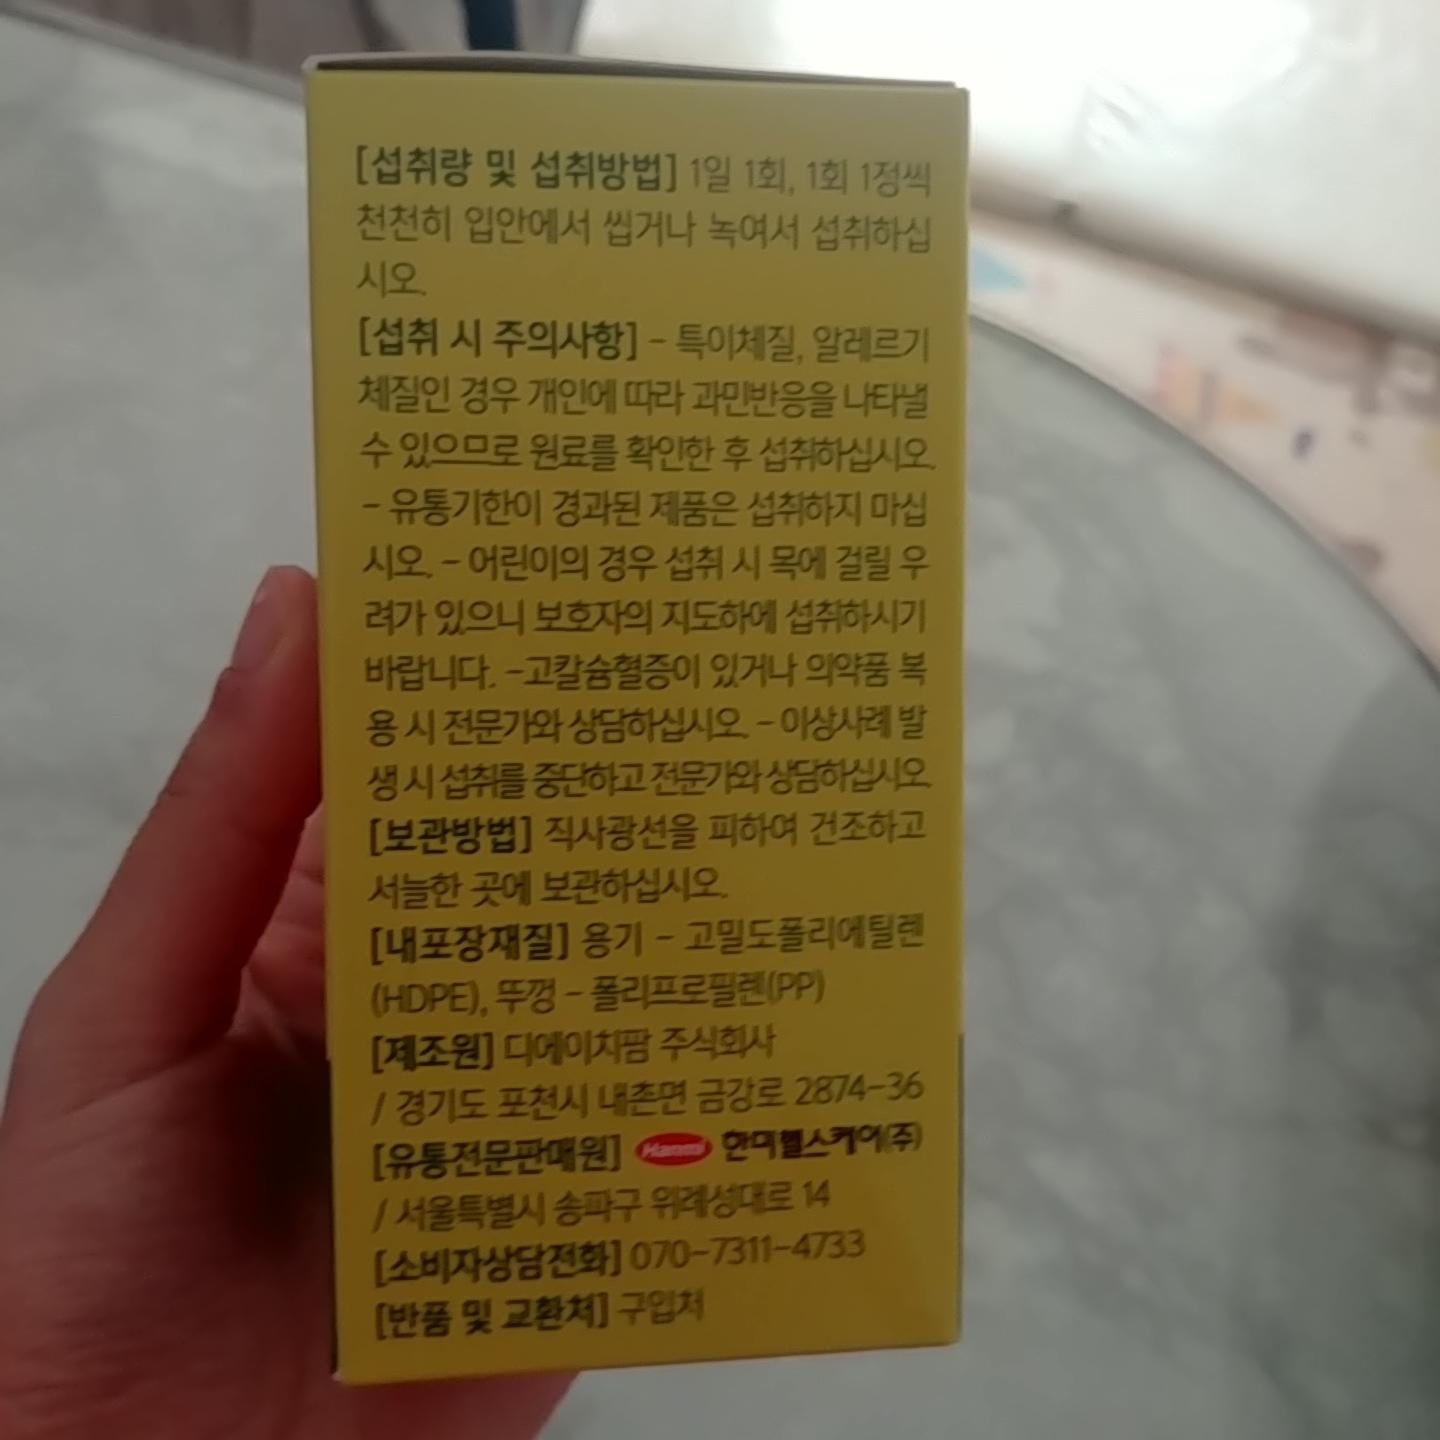 [섭취량 및 섭취방법] 1일 1회, 1회 1정씩
천천히 입안에서 씹거나 녹여서 섭취하십
시오.
[섭취 시 주의사항] - 특이체질, 알레르기
체질인 경우 개인에 따라 과민반응을 나타낼
수 있으므로 원료를 확인한 후 섭취하십시오.
- 유통기한이 경과된 제품은 섭취하지 마십
시오. - 어린이의 경우 섭취 시 목에 걸릴 우
려가 있으니 보호자의 지도하에 섭취하시기
바랍니다. -고칼슘혈증이 있거나 의약품 복
용 시 전문가와 상담하십시오. - 이상사례 발
생 시 섭취를 중단하고 전문가와 상담하십시오.
[보관방법] 직사광선을 피하여 건조하고
서늘한 곳에 보관하십시오.
[내포장재질] 용기 - 고밀도폴리에틸렌
(HDPE), 뚜껑 - 폴리프로필렌(PP)
[제조원] 디에이치팜 주식회사
/ 경기도 포천시 내촌면 금강로 2874-36
[유통전문판매원] Hanmi 한미헬스케어(주)
/ 서울특별시 송파구 위례성대로 14
[소비자상담전화] 070-7311-4733
[반품 및 교환처] 구입처